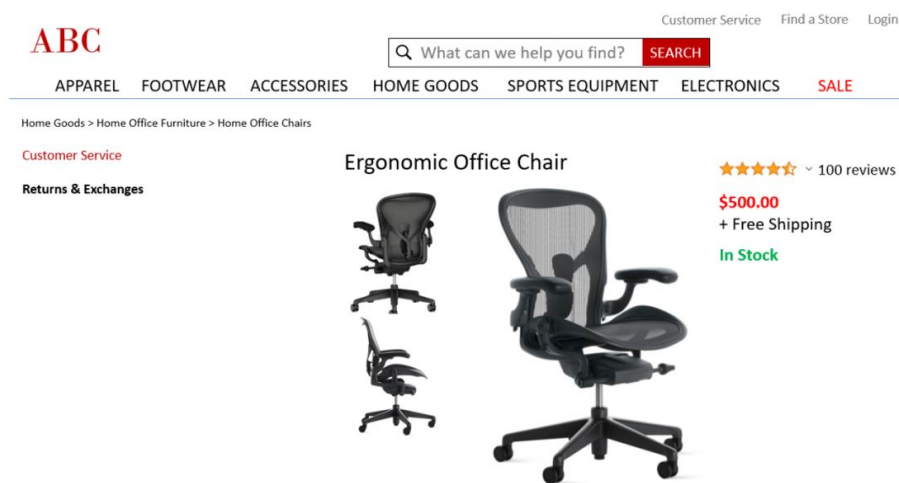 Customer Service Find a Store Login
ABC
What can we help you find? SEARCH
APPAREL FOOTWEAR ACCESSORIES HOME GOODS SPORTS EQUIPMENT ELECTRONICS SALE
Home Goods > Home Office Furniture > Home Office Chairs
Customer Service
Returns & Exchanges
Ergonomic Office Chair
100 reviews
$500.00
+ Free Shipping
In Stock